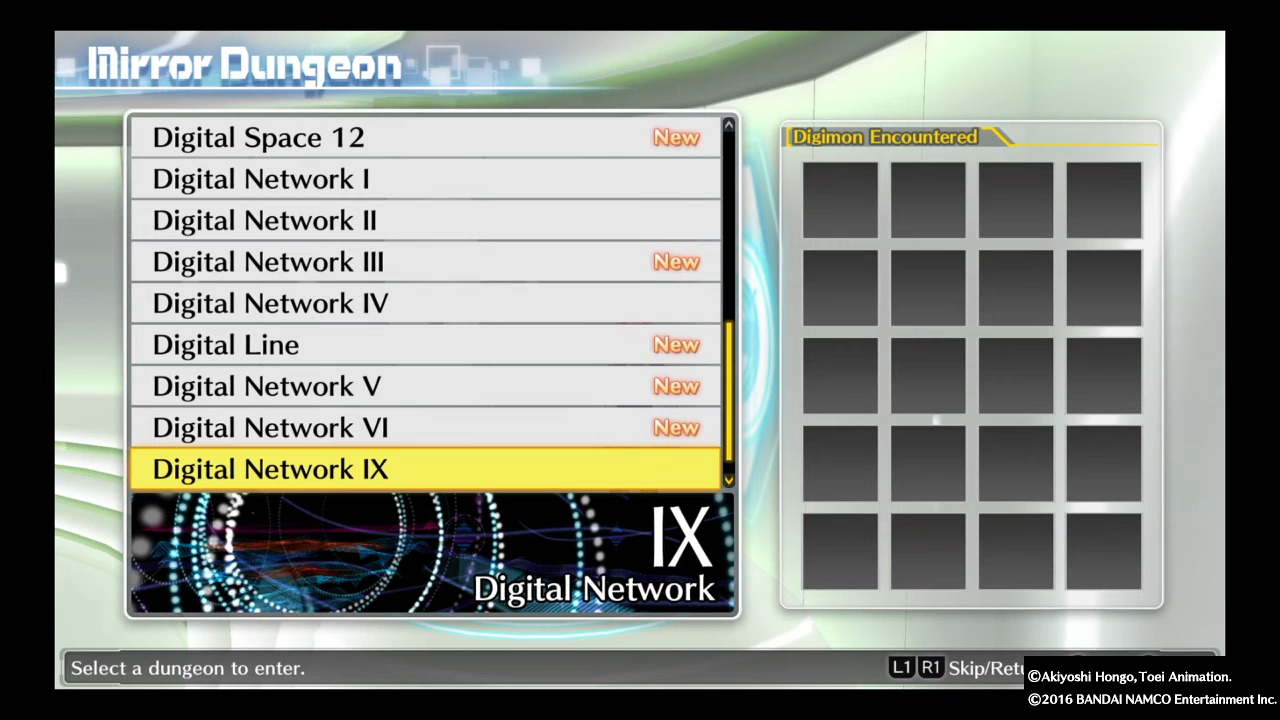 Mirror Dungeon
Digital Space 12 New
Digital Network I
Digital Network II
Digital Network III New
Digital Network IV
Digital Line New
Digital Network V New
Digital Network VI New
Digital Network IX
IX
Digital Network
Digimon Encountered
Select a dungeon to enter.
L1 R1 Skip/Retu
©Akiyoshi Hongo, Toei Animation.
©2016 BANDAI NAMCO Entertainment Inc.